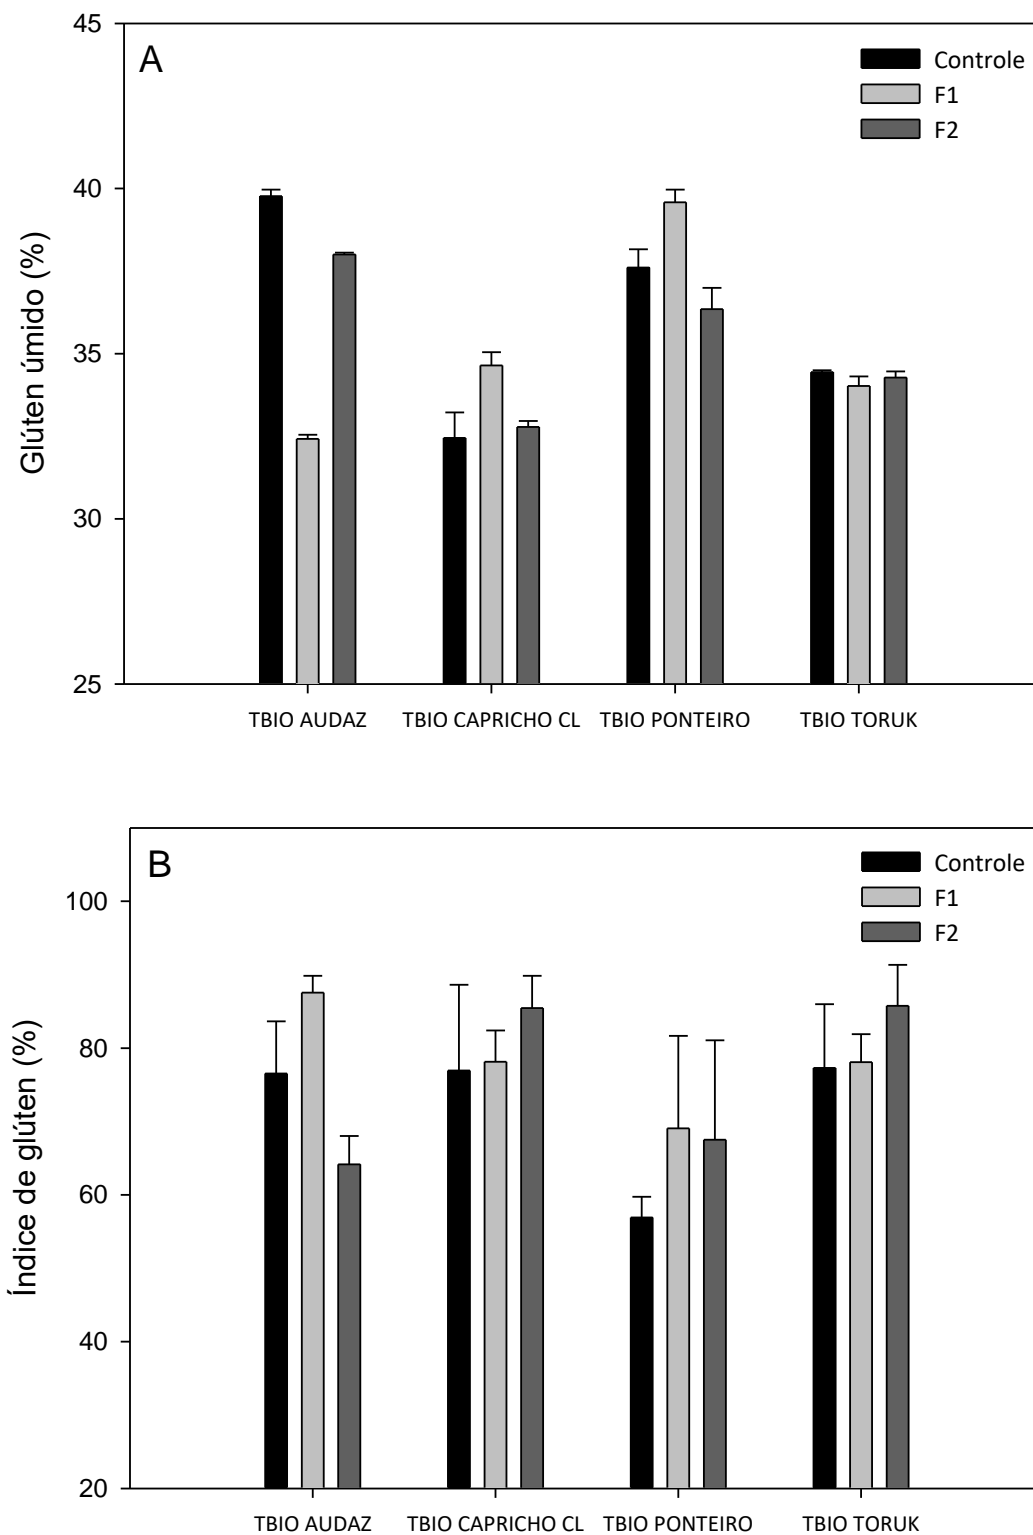 45
A
Controle
F1
F2
40
35
30
25
Glúten úmido (%)
TBIO AUDAZ TBIO CAPRICHO CL TBIO PONTEIRO TBIO TORUK
B
Controle
F1
F2
100
80
60
40
20
Índice de glúten (%)
TBIO AUDAZ TBIO CAPRICHO CL TBIO PONTEIRO TBIO TORUK